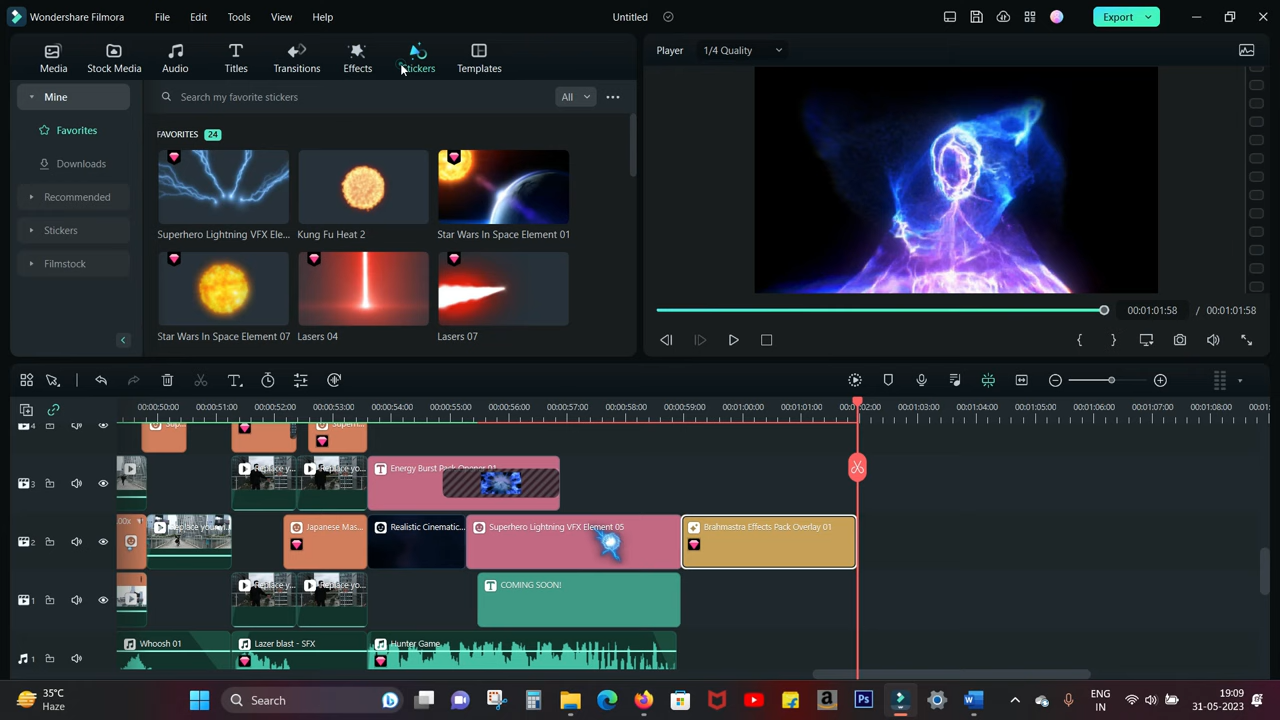 Wondershare Filmora File Edit Tools View Help Untitled Export
Media Stock Media Audio Titles Transitions Effects Stickers Templates
Player 1/4 Quality
Mine
Search my favorite stickers All
Favorites
Downloads
Recommended
Stickers
Filmstock
FAVORITES 24
Superhero Lightning VFX Ele... Kung Fu Heat 2 Star Wars In Space Element 01
Star Wars In Space Element 07 Lasers 04 Lasers 07
00:01:01:58 / 00:01:01:58
00:00:50:00 00:00:51:00 00:00:52:00 00:00:53:00 00:00:54:00 00:00:55:00 00:00:56:00 00:00:57:00 00:00:58:00 00:00:59:00 00:01:00:00 00:01:01:00 00:01:02:00 00:01:03:00 00:01:04:00 00:01:05:00 00:01:06:00 00:01:07:00 00:01:08:00
4
3 Energy Burst Pack Opener 01
2 Japanese Mas... Realistic Cinematic... Superhero Lightning VFX Element 05 Brahmastra Effects Pack Overlay 01
1 Replace yo... Replace yo... COMING SOON!
1 Whoosh 01 Lazer blast - SFX Hunter Game
35°C
Haze
Search
ENG
IN
19:09
31-05-2023